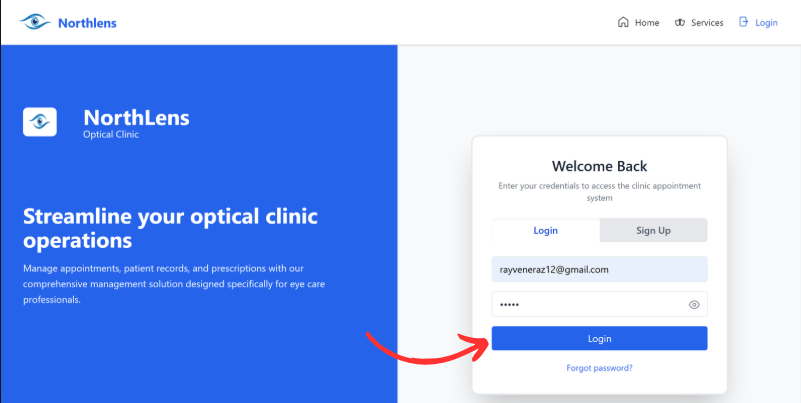 Northlens
Home
Services
Login
NorthLens
Optical Clinic
Streamline your optical clinic
operations
Manage appointments, patient records, and prescriptions with our
comprehensive management solution designed specifically for eye care
professionals.
Welcome Back
Enter your credentials to access the clinic appointment
system
Login
Sign Up
rayveneraz12@gmail.com
•••••
Login
Forgot password?